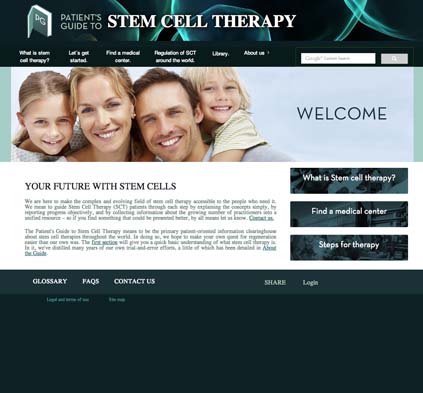 PG
PATIENT'S
GUIDE TO
STEM CELL THERAPY
What is stem
cell therapy?
Let's get
started.
Find a medical
center.
Regulation of SCT
around the world.
Library.
About us ›
Google™ Custom Search
WELCOME
YOUR FUTURE WITH STEM CELLS
We are here to make the complex and evolving field of stem cell therapy accessible to the people who need it.
We mean to guide Stem Cell Therapy (SCT) patients through each step by explaining the concepts simply, by
reporting progress objectively, and by collecting information about the growing number of practitioners into a
unified resource – so if you find something that could be presented better, by all means let us know. Contact us.
The Patient's Guide to Stem Cell Therapy means to be the primary patient-oriented information clearinghouse
about stem cell therapies throughout the world. In doing so, we hope to make your own quest for regeneration
easier than our own was. The first section will give you a quick basic understanding of what stem cell therapy is.
In it, we've distilled many years of our own trial-and-error efforts, a little of which has been detailed in About
the Guide.
What is Stem cell therapy?
Find a medical center
Steps for therapy
GLOSSARY
FAQS
CONTACT US
SHARE
Login
Legal and terms of use
Site map